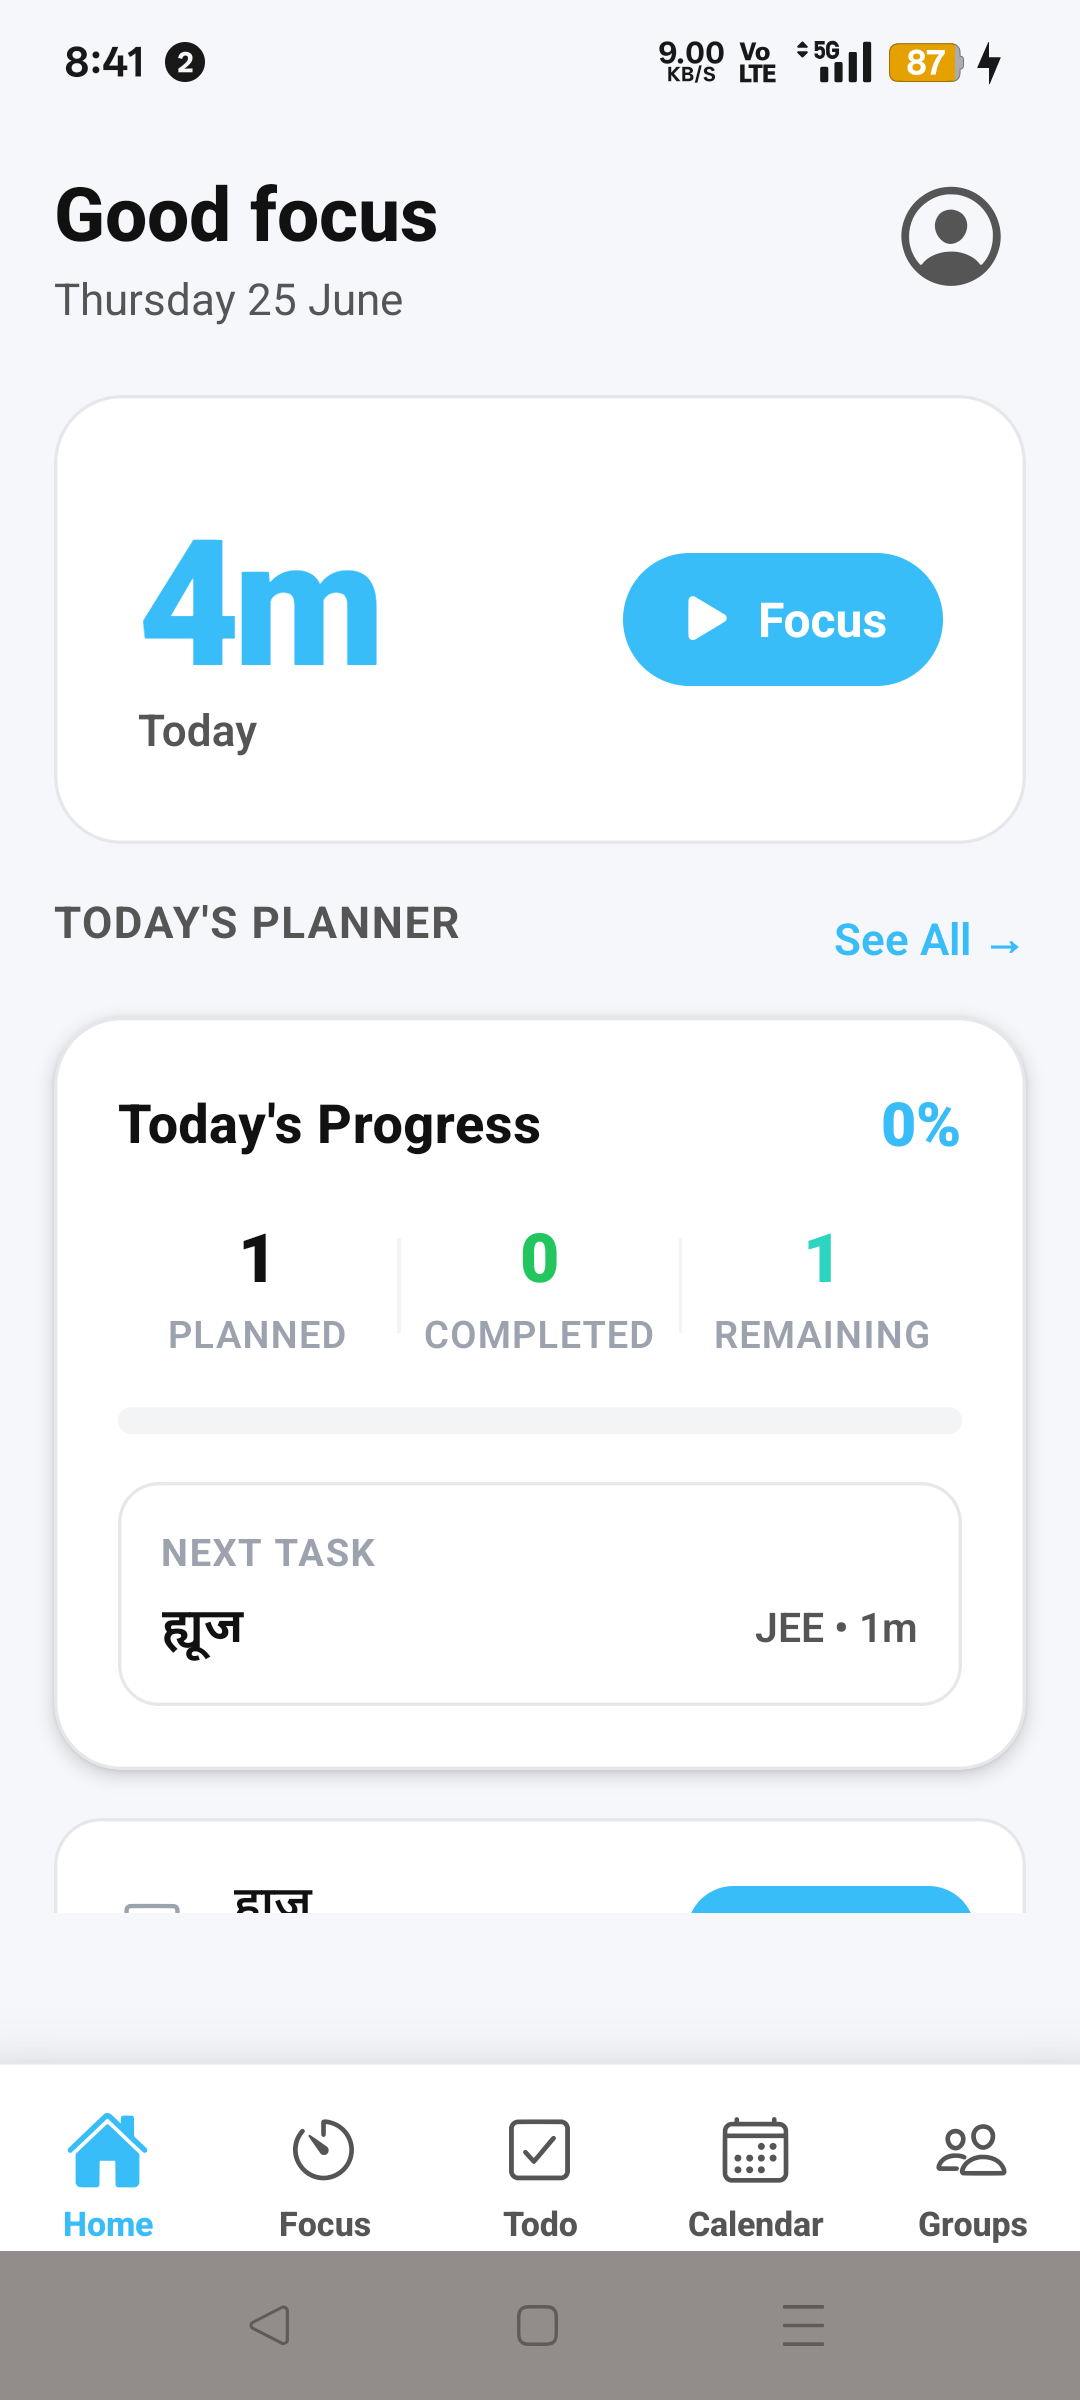 8:41 2 9.00 KB/S Vo LTE 5G 87
Good focus
Thursday 25 June
4m
Focus
Today
TODAY'S PLANNER
See All →
Today's Progress 0%
1 0 1
PLANNED COMPLETED REMAINING
NEXT TASK
ह्यूज JEE • 1m
Home Focus Todo Calendar Groups